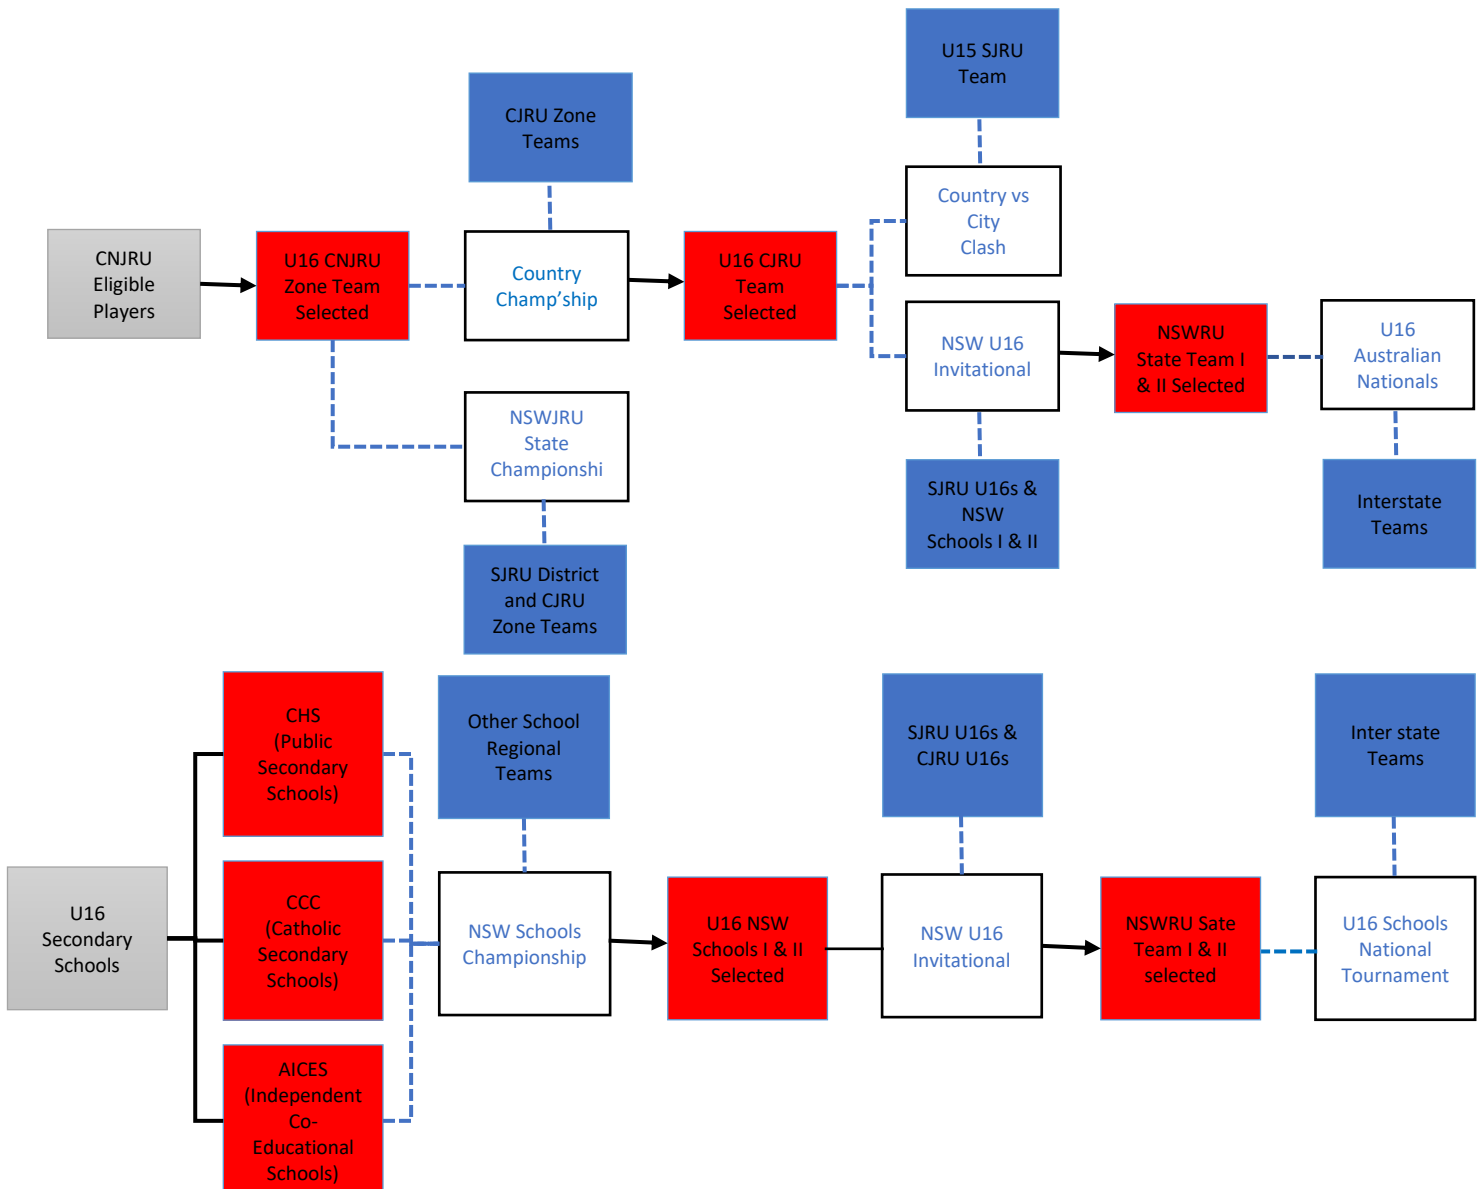 U15 SJRU
Team
CJRU Zone
Teams
Country vs
City
Clash
CNJRU
Eligible
Players
U16 CNJRU
Zone Team
Selected
Country
Champ’ship
U16 CJRU
Team
Selected
NSW U16
Invitational
NSWRU
State Team I
& II Selected
U16
Australian
Nationals
NSWJRU
State
Championshi
SJRU U16s &
NSW
Schools I & II
Interstate
Teams
SJRU District
and CJRU
Zone Teams
CHS
(Public
Secondary
Schools)
Other School
Regional
Teams
SJRU U16s &
CJRU U16s
Inter state
Teams
U16
Secondary
Schools
CCC
(Catholic
Secondary
Schools)
NSW Schools
Championship
U16 NSW
Schools I & II
Selected
NSW U16
Invitational
NSWRU Sate
Team I & II
selected
U16 Schools
National
Tournament
AICES
(Independent
Co-
Educational
Schools)